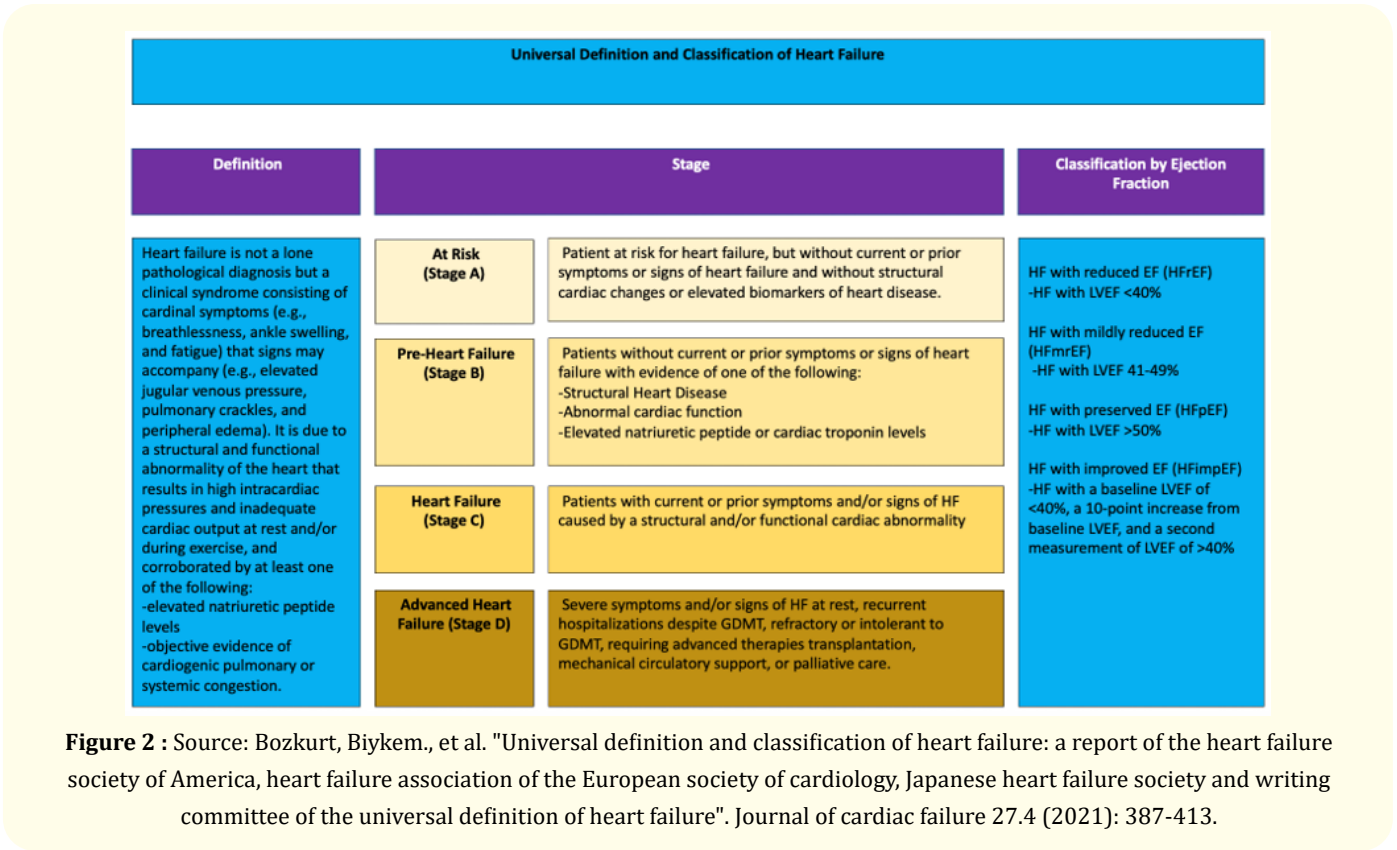 Universal Definition and Classification of Heart Failure
Definition
Stage
Classification by Ejection
Fraction
Heart failure is not a lone
pathological diagnosis but a
clinical syndrome consisting of
cardinal symptoms (e.g.,
breathlessness, ankle swelling,
and fatigue) that signs may
accompany (e.g., elevated
jugular venous pressure,
pulmonary crackles, and
peripheral edema). It is due to
a structural and functional
abnormality of the heart that
results in high intracardiac
pressures and inadequate
cardiac output at rest and/or
during exercise, and
corroborated by at least one
of the following:
-elevated natriuretic peptide
levels
-objective evidence of
cardiogenic pulmonary or
systemic congestion.
At Risk
(Stage A)
Patient at risk for heart failure, but without current or prior
symptoms or signs of heart failure and without structural
cardiac changes or elevated biomarkers of heart disease.
Pre-Heart Failure
(Stage B)
Patients without current or prior symptoms or signs of heart
failure with evidence of one of the following:
-Structural Heart Disease
-Abnormal cardiac function
-Elevated natriuretic peptide or cardiac troponin levels
Heart Failure
(Stage C)
Patients with current or prior symptoms and/or signs of HF
caused by a structural and/or functional cardiac abnormality
Advanced Heart
Failure (Stage D)
Severe symptoms and/or signs of HF at rest, recurrent
hospitalizations despite GDMT, refractory or intolerant to
GDMT, requiring advanced therapies transplantation,
mechanical circulatory support, or palliative care.
HF with reduced EF (HFrEF)
-HF with LVEF <40%
HF with mildly reduced EF
(HFmrEF)
-HF with LVEF 41-49%
HF with preserved EF (HFpEF)
-HF with LVEF >50%
HF with improved EF (HFimpEF)
-HF with a baseline LVEF of
<40%, a 10-point increase from
baseline LVEF, and a second
measurement of LVEF of >40%
Figure 2 : Source: Bozkurt, Biykem., et al. "Universal definition and classification of heart failure: a report of the heart failure
society of America, heart failure association of the European society of cardiology, Japanese heart failure society and writing
committee of the universal definition of heart failure". Journal of cardiac failure 27.4 (2021): 387-413.